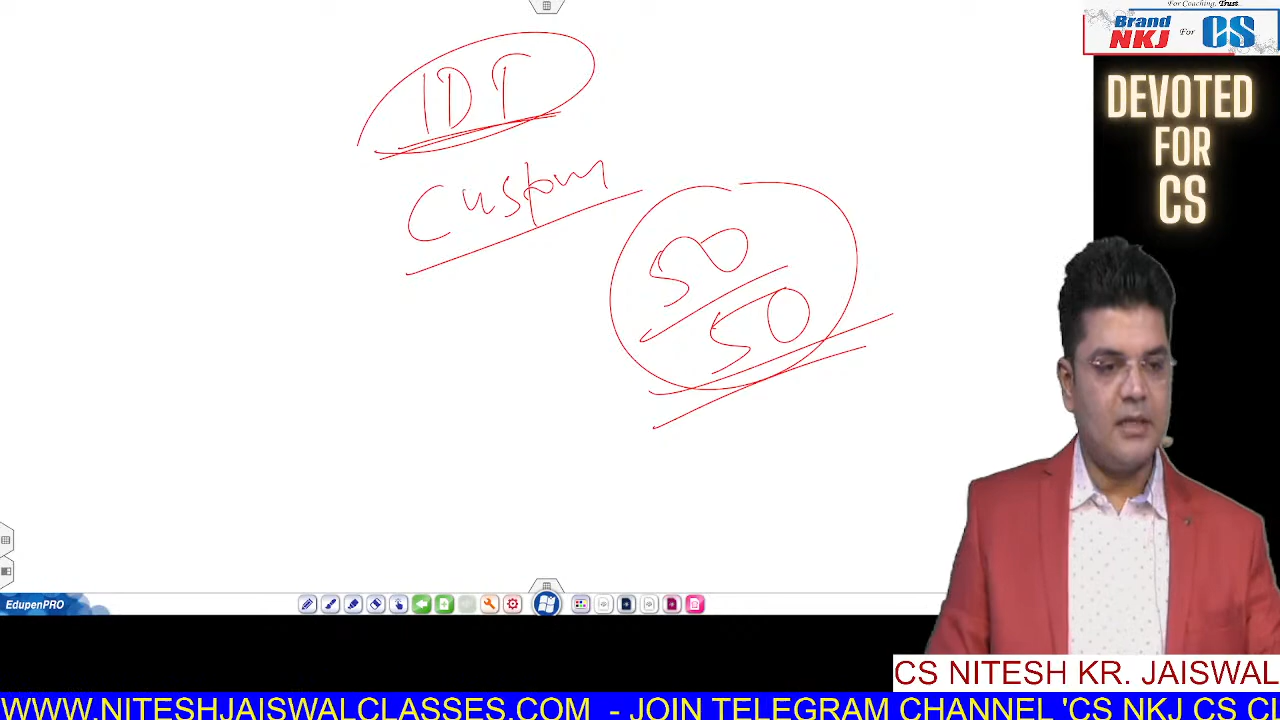 For Coaching, Trust...
Brand
NKJ
For
CS
DEVOTED
FOR
CS
IDT
Custom
50
50
EdupenPRO
CS NITESH KR. JAISWAL
WWW.NITESHJAISWALCLASSES.COM - JOIN TELEGRAM CHANNEL 'CS NKJ CS CL